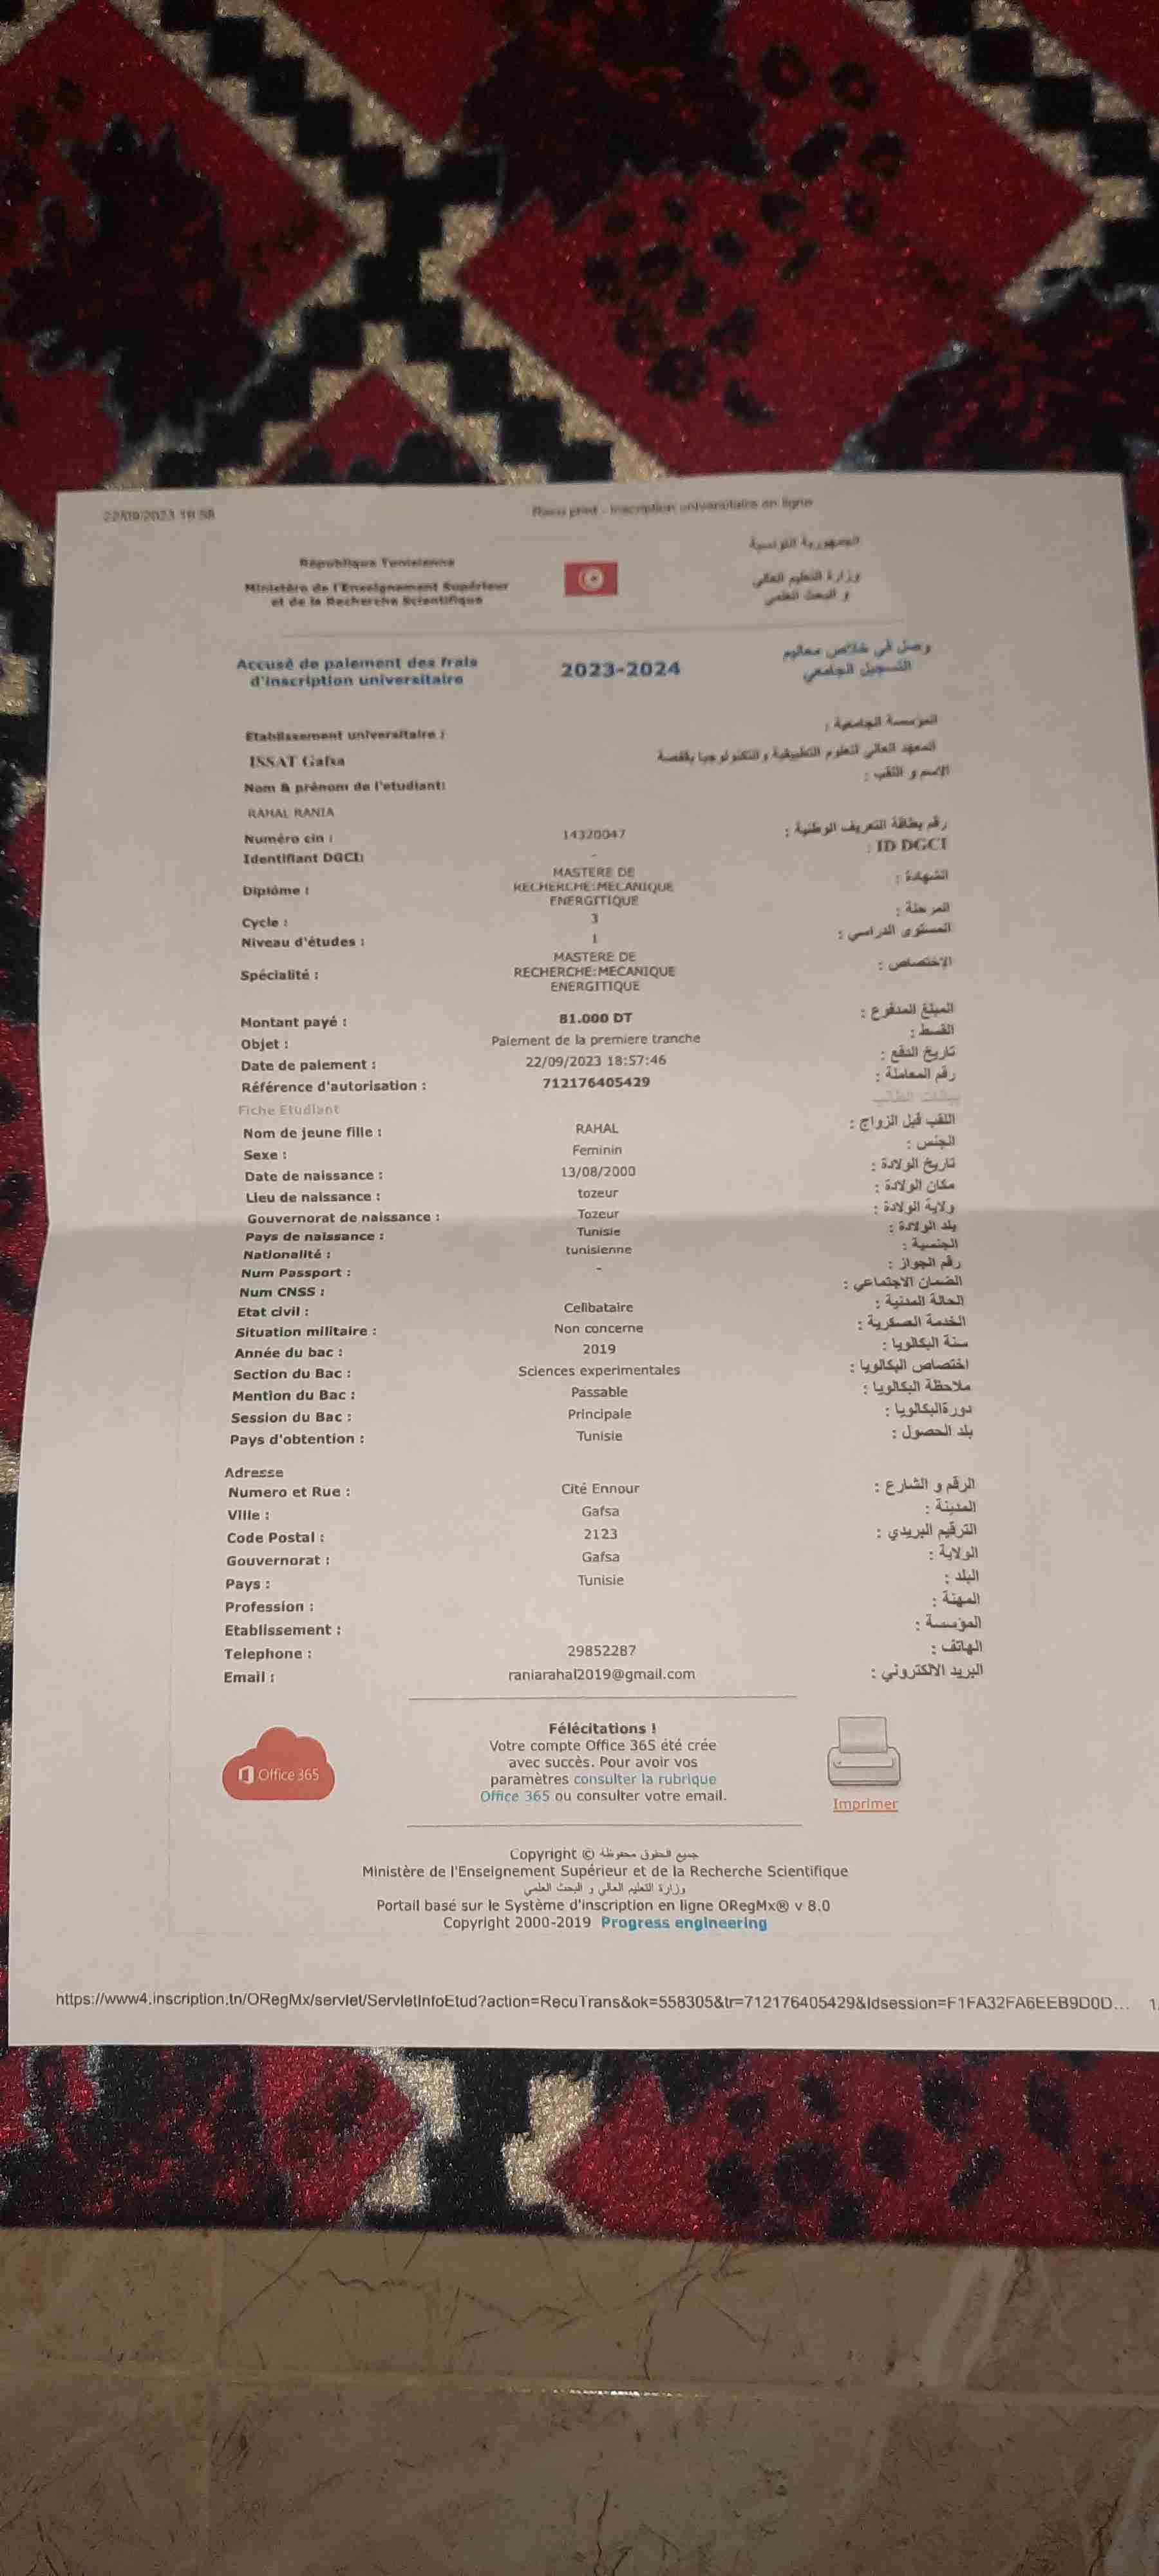 22/09/2023 18:58 Recu print - Inscription universitaire en ligne
République Tunisienne الجمهورية التونسية
Ministère de l'Enseignement Supérieur وزارة التعليم العالي
et de la Recherche Scientifique و البحث العلمي
Accusé de paiement des frais 2023-2024 وصل في خلاص معاليم
d'inscription universitaire التسجيل الجامعي
Etablissement universitaire : المؤسسة الجامعية :
ISSAT Gafsa المعهد العالي للعلوم التطبيقية و التكنولوجيا بقفصة
Nom & prénom de l'etudiant: الإسم و اللقب :
RAHAL RANIA
Numéro cin : 14320047 رقم بطاقة التعريف الوطنية :
Identifiant DGCI: - ID DGCI :
Diplôme : MASTERE DE الشهادة :
RECHERCHE:MECANIQUE
ENERGITIQUE
Cycle : 3 المرحلة :
Niveau d'études : 1 المستوى الدراسي :
Spécialité : MASTERE DE الإختصاص :
RECHERCHE:MECANIQUE
ENERGITIQUE
Montant payé : 81.000 DT المبلغ المدفوع :
Objet : Paiement de la premiere tranche القسط :
Date de paiement : 22/09/2023 18:57:46 تاريخ الدفع :
Référence d'autorisation : 712176405429 رقم المعاملة :
Fiche Etudiant بيانات الطالب
Nom de jeune fille : RAHAL اللقب قبل الزواج :
Sexe : Feminin الجنس :
Date de naissance : 13/08/2000 تاريخ الولادة :
Lieu de naissance : tozeur مكان الولادة :
Gouvernorat de naissance : Tozeur ولاية الولادة :
Pays de naissance : Tunisie بلد الولادة :
Nationalité : tunisienne الجنسية :
Num Passport : - رقم الجواز :
Num CNSS : الضمان الاجتماعي :
Etat civil : Celibataire الحالة المدنية :
Situation militaire : Non concerne الخدمة العسكرية :
Année du bac : 2019 سنة البكالوريا :
Section du Bac : Sciences experimentales اختصاص البكالوريا :
Mention du Bac : Passable ملاحظة البكالوريا :
Session du Bac : Principale دورةالبكالوريا :
Pays d'obtention : Tunisie بلد الحصول :
Adresse
Numero et Rue : Cité Ennour الرقم و الشارع :
Ville : Gafsa المدينة :
Code Postal : 2123 الترقيم البريدي :
Gouvernorat : Gafsa الولاية :
Pays : Tunisie البلد :
Profession : المهنة :
Etablissement : المؤسسة :
Telephone : 29852287 الهاتف :
Email : raniarahal2019@gmail.com البريد الالكتروني :
Félécitations !
Votre compte Office 365 été crée
avec succès. Pour avoir vos
paramètres consulter la rubrique
Office 365 ou consulter votre email.
Office 365
Imprimer
Copyright © جميع الحقوق محفوظة
Ministère de l'Enseignement Supérieur et de la Recherche Scientifique
وزارة التعليم العالي و البحث العلمي
Portail basé sur le Système d'inscription en ligne ORegMx® v 8.0
Copyright 2000-2019 Progress engineering
https://www4.inscription.tn/ORegMx/servlet/ServletInfoEtud?action=RecuTrans&ok=558305&tr=712176405429&idsession=F1FA32FA6EEB9D0D... 1